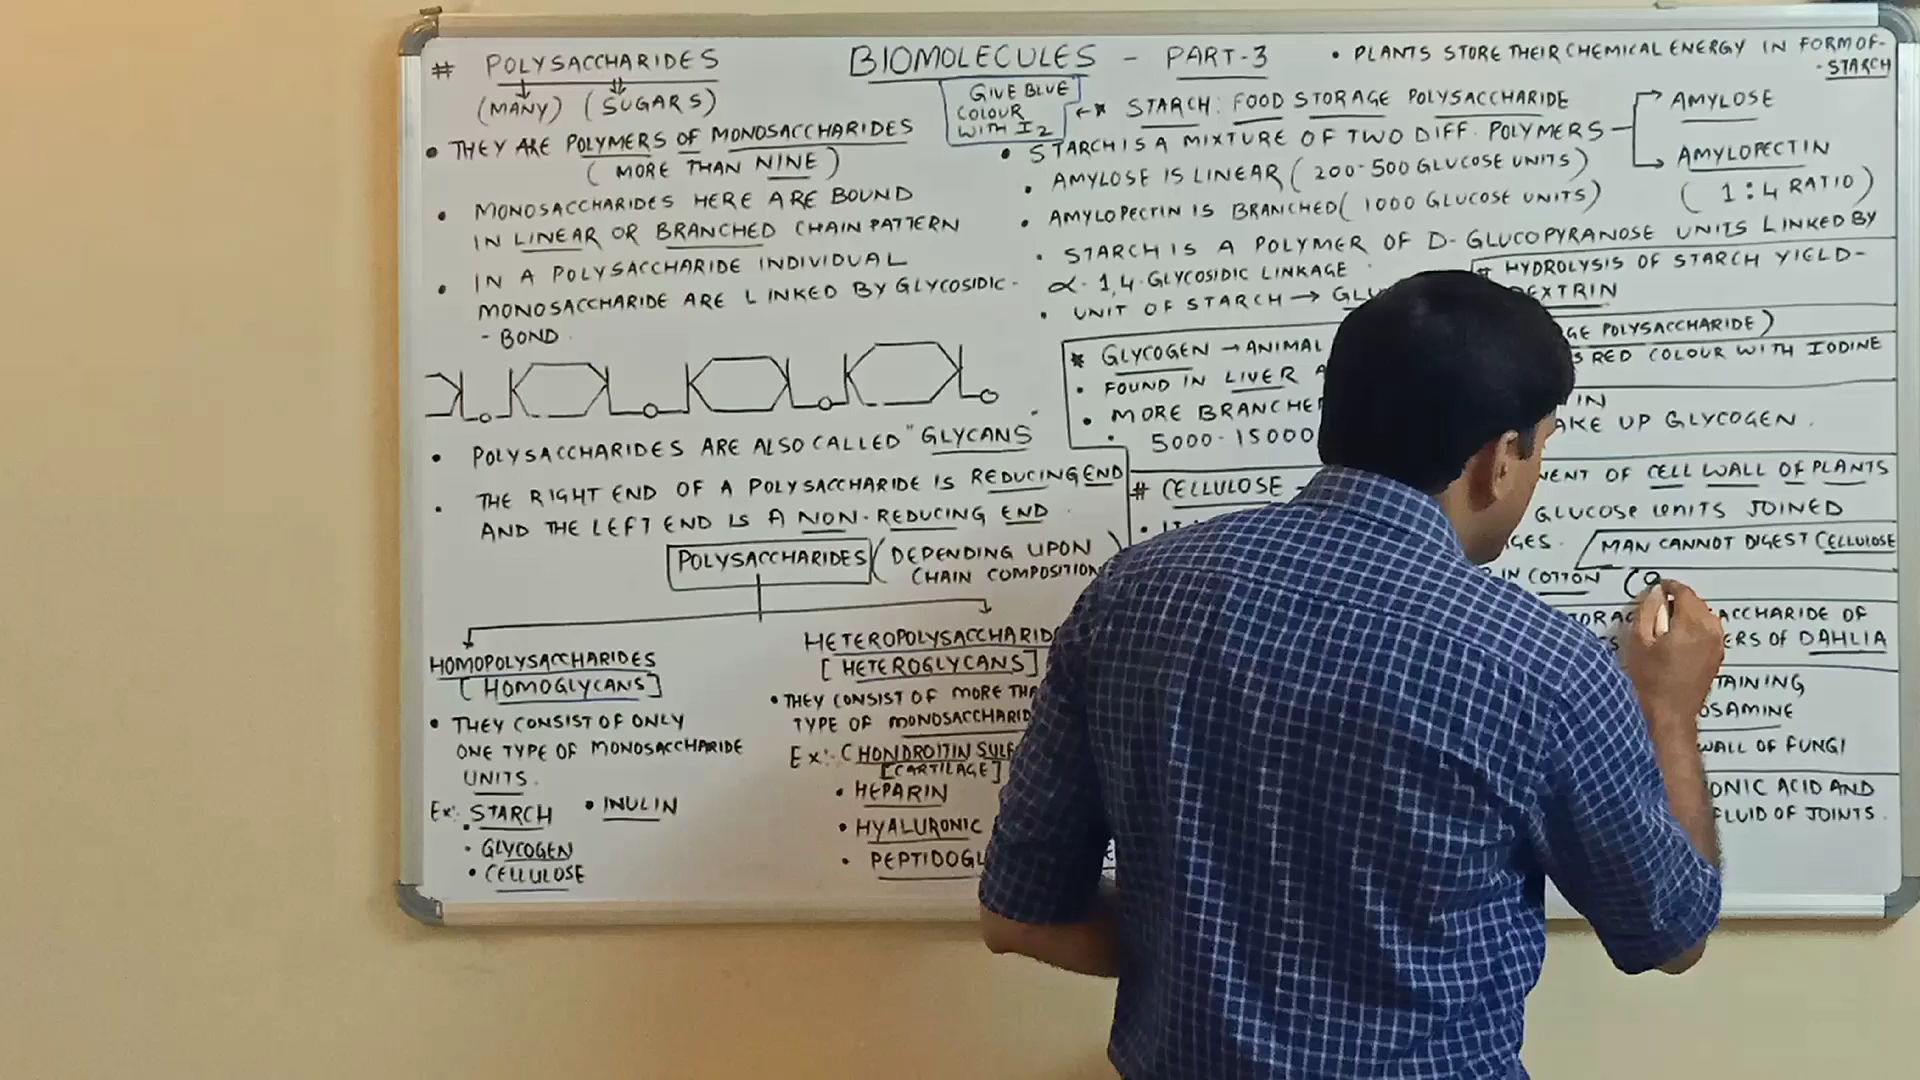 # POLYSACCHARIDES
(MANY) (SUGARS)
• THEY ARE POLYMERS OF MONOSACCHARIDES
( MORE THAN NINE )
• MONOSACCHARIDES HERE ARE BOUND
IN LINEAR OR BRANCHED CHAIN PATTERN
• IN A POLYSACCHARIDE INDIVIDUAL
MONOSACCHARIDE ARE LINKED BY GLYCOSIDIC-
- BOND.
• POLYSACCHARIDES ARE ALSO CALLED "GLYCANS"
• THE RIGHT END OF A POLYSACCHARIDE IS REDUCING END
AND THE LEFT END IS A NON-REDUCING END.
POLYSACCHARIDES (DEPENDING UPON
CHAIN COMPOSITION)
HOMOPOLYSACCHARIDES
[HOMOGLYCANS]
• THEY CONSIST OF ONLY
ONE TYPE OF MONOSACCHARIDE
UNITS.
Ex:- STARCH • INULIN
• GLYCOGEN
• CELLULOSE
HETEROPOLYSACCHARID
[HETEROGLYCANS]
• THEY CONSIST OF MORE THA
TYPE OF MONOSACCHARID
Ex:- CHONDROITIN SULF
[CARTILAGE]
• HEPARIN
• HYALURONIC
• PEPTIDOGL
BIOMOLECULES - PART-3
• PLANTS STORE THEIR CHEMICAL ENERGY IN FORM OF-
- STARCH
GIVE BLUE
COLOUR
WITH I2
* STARCH: FOOD STORAGE POLYSACCHARIDE
• STARCH IS A MIXTURE OF TWO DIFF. POLYMERS
AMYLOSE
AMYLOPECTIN
( 1:4 RATIO )
• AMYLOSE IS LINEAR (200-500 GLUCOSE UNITS)
• AMYLOPECTIN IS BRANCHED (1000 GLUCOSE UNITS)
• STARCH IS A POLYMER OF D-GLUCOPYRANOSE UNITS LINKED BY
α-1,4-GLYCOSIDIC LINKAGE.
• UNIT OF STARCH → GLU
# HYDROLYSIS OF STARCH YIELD-
DEXTRIN
* GLYCOGEN → ANIMAL
GE POLYSACCHARIDE)
• FOUND IN LIVER A
S RED COLOUR WITH IODINE
• MORE BRANCHE
IN
• 5000-15000
AKE UP GLYCOGEN.
# CELLULOSE -
NENT OF CELL WALL OF PLANTS
GLUCOSE UNITS JOINED
GES.
MAN CANNOT DIGEST CELLULOSE
IN COTTON (9
TORAG
ACCHARIDE OF
ERS OF DAHLIA
TAINING
OSAMINE
WALL OF FUNGI
ONIC ACID AND
FLUID OF JOINTS.